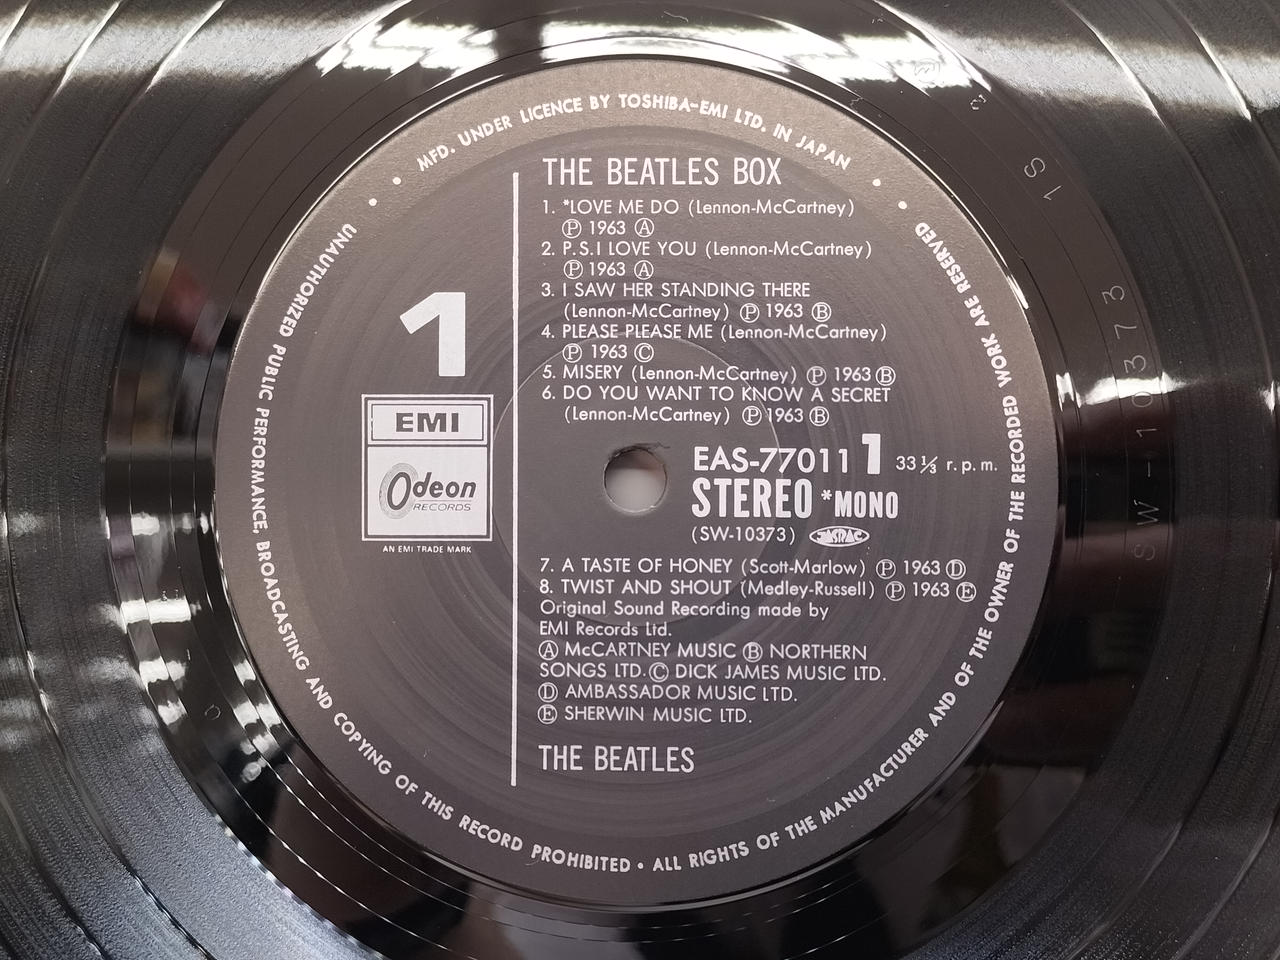 MFD. UNDER LICENCE BY TOSHIBA-EMI LTD. IN JAPAN
THE BEATLES BOX
1. *LOVE ME DO (Lennon-McCartney)
Ⓟ 1963 Ⓐ
2. P.S.I LOVE YOU (Lennon-McCartney)
Ⓟ 1963 Ⓐ
3. I SAW HER STANDING THERE
(Lennon-McCartney) Ⓟ 1963 Ⓑ
4. PLEASE PLEASE ME (Lennon-McCartney)
Ⓟ 1963 Ⓒ
5. MISERY (Lennon-McCartney) Ⓟ 1963 Ⓑ
6. DO YOU WANT TO KNOW A SECRET
(Lennon-McCartney) Ⓟ 1963 Ⓑ
1
EMI
Odeon
RECORDS
AN EMI TRADE MARK
EAS-77011 1 33⅓ r.p.m.
STEREO *MONO
(SW-10373) JASRAC
7. A TASTE OF HONEY (Scott-Marlow) Ⓟ 1963 Ⓓ
8. TWIST AND SHOUT (Medley-Russell) Ⓟ 1963 Ⓔ
Original Sound Recording made by
EMI Records Ltd.
Ⓐ McCARTNEY MUSIC Ⓑ NORTHERN
SONGS LTD. Ⓒ DICK JAMES MUSIC LTD.
Ⓓ AMBASSADOR MUSIC LTD.
Ⓔ SHERWIN MUSIC LTD.
THE BEATLES
UNAUTHORIZED PUBLIC PERFORMANCE, BROADCASTING AND COPYING OF THIS RECORD PROHIBITED • ALL RIGHTS OF THE MANUFACTURER AND OF THE OWNER OF THE RECORDED WORK ARE RESERVED
SW-10373
1S